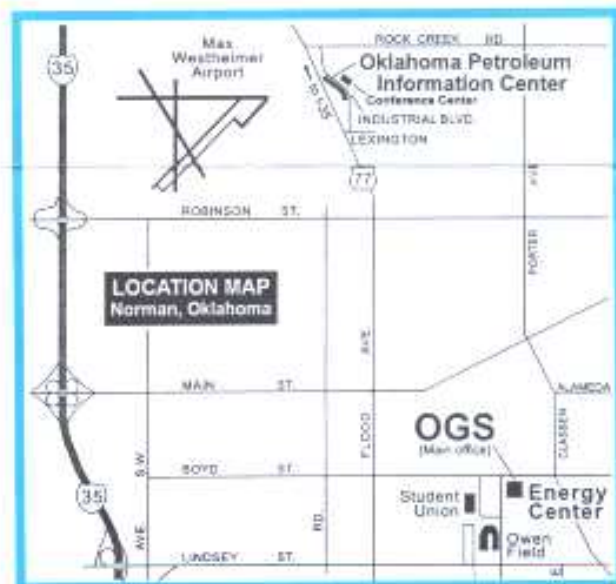 35
Max
Westheimer
Airport
ROCK CREEK RD
Oklahoma Petroleum
Information Center
Conference Center
INDUSTRIAL BLVD.
LEXINGTON
TO I-35
77
ROBINSON ST.
AVE
PORTER
LOCATION MAP
Norman, Oklahoma
AVE
FLOOD
MAIN ST.
ALAMEDA
CLASSEN
OGS
(Main office)
S.W.
AVE
BOYD ST.
RD.
35
Student
Union
Energy
Center
Owen
Field
LINDSEY ST.
E.